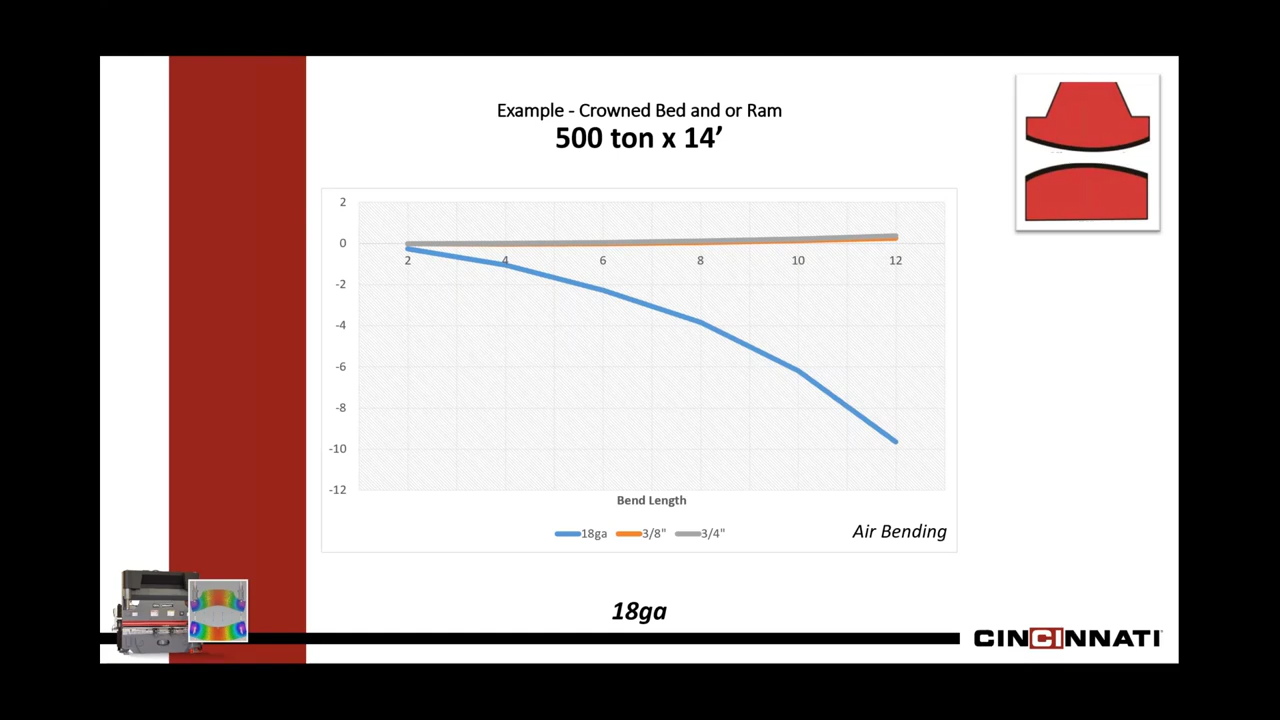 Example - Crowned Bed and or Ram
500 ton x 14’
2
0
-2
-4
-6
-8
-10
-12
2 4 6 8 10 12
Bend Length
18ga 3/8" 3/4"
Air Bending
18ga
CINCINNATI